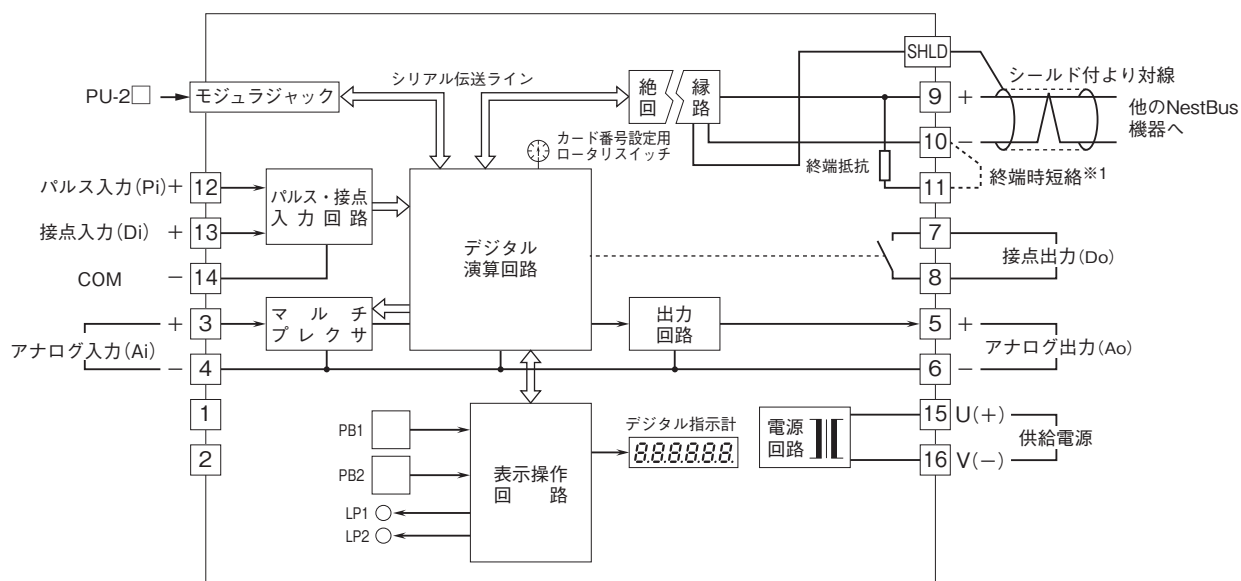 SHLD
シリアル伝送ライン
シールド付より対線
PU-2□
モジュラジャック
絶 縁
回 路
9 +
他のNestBus
機器へ
10 −
カード番号設定用
ロータリスイッチ
終端抵抗
終端時短絡※1
11
パルス入力(Pi) + 12
パルス・接点
入力回路
接点入力(Di) + 13
デジタル
演算回路
7
接点出力(Do)
8
COM − 14
+ 3
マルチ
プレクサ
出力
回路
5 +
アナログ入力(Ai)
アナログ出力(Ao)
− 4
6 −
1
2
PB1
PB2
表示操作
回路
デジタル指示計
8.8.8.8.8.8.
電源
回路
15 U(+)
供給電源
16 V(−)
LP1
LP2